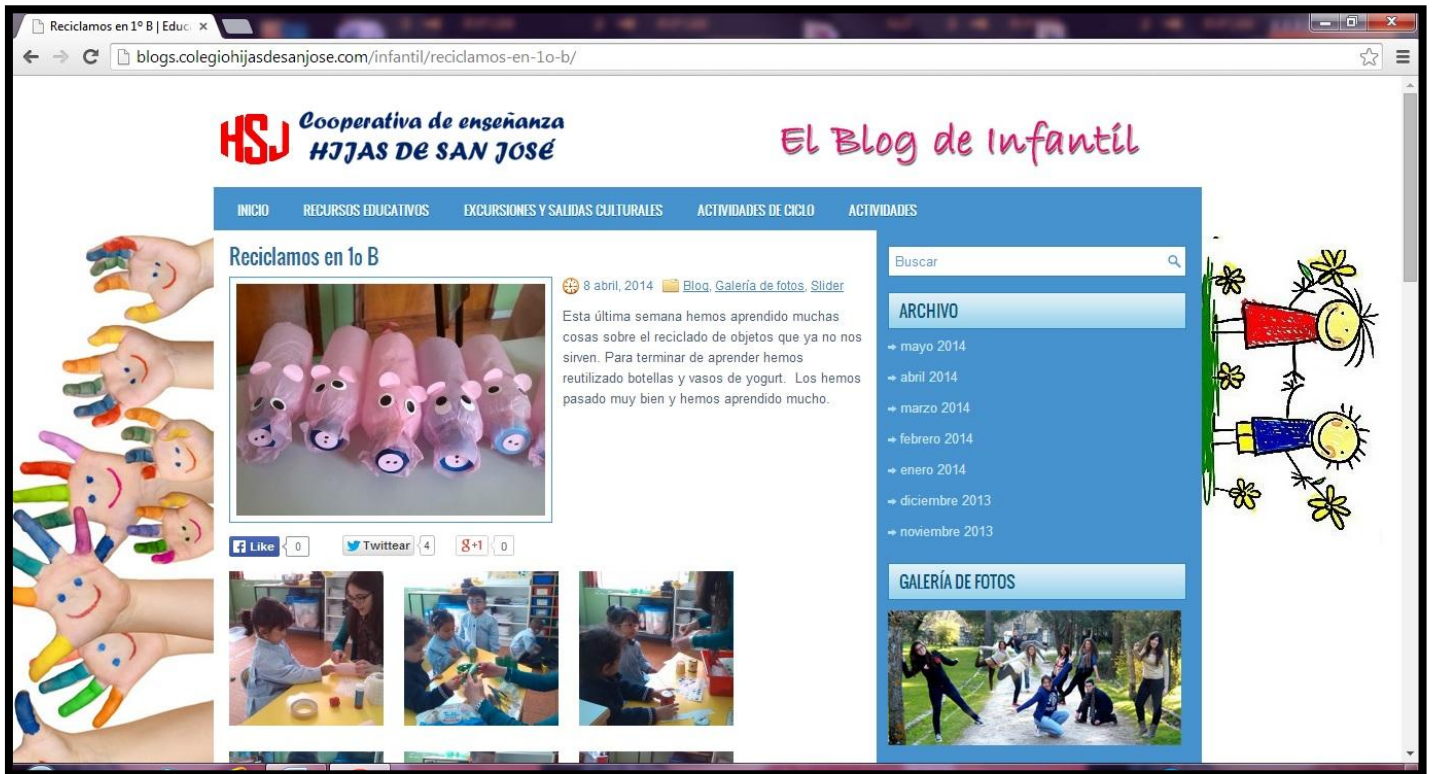 Reciclamos en 1º B | Educ
blogs.colegiohijasdesanjose.com/infantil/reciclamos-en-1o-b/
HSJ
Cooperativa de enseñanza
HIJAS DE SAN JOSÉ
El Blog de Infantil
INICIO RECURSOS EDUCATIVOS EXCURSIONES Y SALIDAS CULTURALES ACTIVIDADES DE CICLO ACTIVIDADES
Reciclamos en 1o B
8 abril, 2014 Blog, Galería de fotos, Slider
Esta última semana hemos aprendido muchas
cosas sobre el reciclado de objetos que ya no nos
sirven. Para terminar de aprender hemos
reutilizado botellas y vasos de yogurt. Los hemos
pasado muy bien y hemos aprendido mucho.
Like 0 Twittear 4 g+1 0
Buscar
ARCHIVO
mayo 2014
abril 2014
marzo 2014
febrero 2014
enero 2014
diciembre 2013
noviembre 2013
GALERÍA DE FOTOS